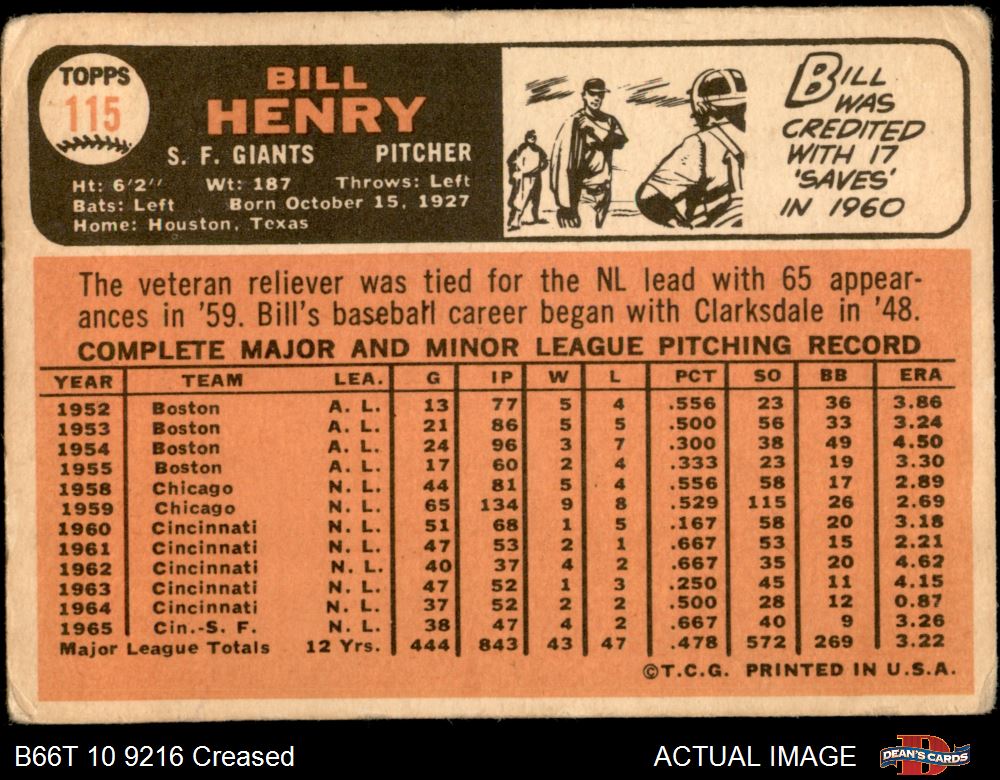 TOPPS
115
BILL
HENRY
S. F. GIANTS PITCHER
Ht: 6'2" Wt: 187 Throws: Left
Bats: Left Born October 15, 1927
Home: Houston, Texas
BILL
WAS
CREDITED
WITH 17
'SAVES'
IN 1960
The veteran reliever was tied for the NL lead with 65 appear-
ances in '59. Bill's baseball career began with Clarksdale in '48.
COMPLETE MAJOR AND MINOR LEAGUE PITCHING RECORD
YEAR TEAM LEA. G IP W L PCT SO BB ERA
1952 Boston A. L. 13 77 5 4 .556 23 36 3.86
1953 Boston A. L. 21 86 5 5 .500 56 33 3.24
1954 Boston A. L. 24 96 3 7 .300 38 49 4.50
1955 Boston A. L. 17 60 2 4 .333 23 19 3.30
1958 Chicago N. L. 44 81 5 4 .556 58 17 2.89
1959 Chicago N. L. 65 134 9 8 .529 115 26 2.69
1960 Cincinnati N. L. 51 68 1 5 .167 58 20 3.18
1961 Cincinnati N. L. 47 53 2 1 .667 53 15 2.21
1962 Cincinnati N. L. 40 37 4 2 .667 35 20 4.62
1963 Cincinnati N. L. 47 52 1 3 .250 45 11 4.15
1964 Cincinnati N. L. 37 52 2 2 .500 28 12 0.87
1965 Cin.-S. F. N. L. 38 47 4 2 .667 40 9 3.26
Major League Totals 12 Yrs. 444 843 43 47 .478 572 269 3.22
©T.C.G. PRINTED IN U.S.A.
B66T 10 9216 Creased ACTUAL IMAGE
DEAN'S CARDS